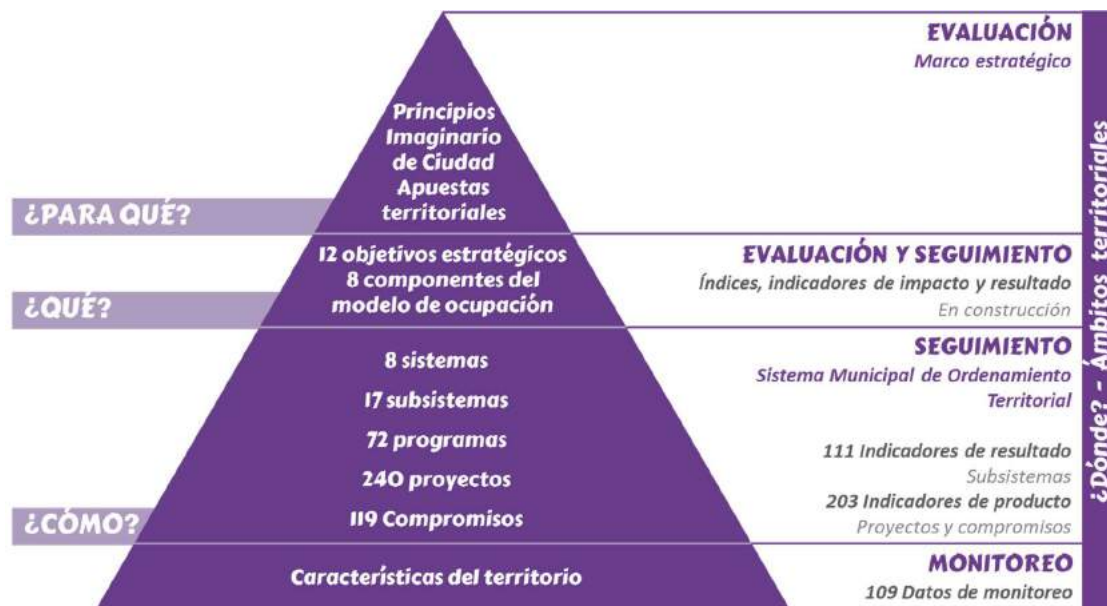 EVALUACIÓN
Marco estratégico
Principios
Imaginario
de Ciudad
Apuestas
territoriales
¿PARA QUÉ?
12 objetivos estratégicos
8 componentes del
modelo de ocupación
EVALUACIÓN Y SEGUIMIENTO
Índices, indicadores de impacto y resultado
En construcción
¿QUÉ?
8 sistemas
17 subsistemas
72 programas
240 proyectos
119 Compromisos
SEGUIMIENTO
Sistema Municipal de Ordenamiento
Territorial
111 Indicadores de resultado
Subsistemas
203 Indicadores de producto
Proyectos y compromisos
¿CÓMO?
Características del territorio
MONITOREO
109 Datos de monitoreo
¿Dónde? - Ámbitos territoriales